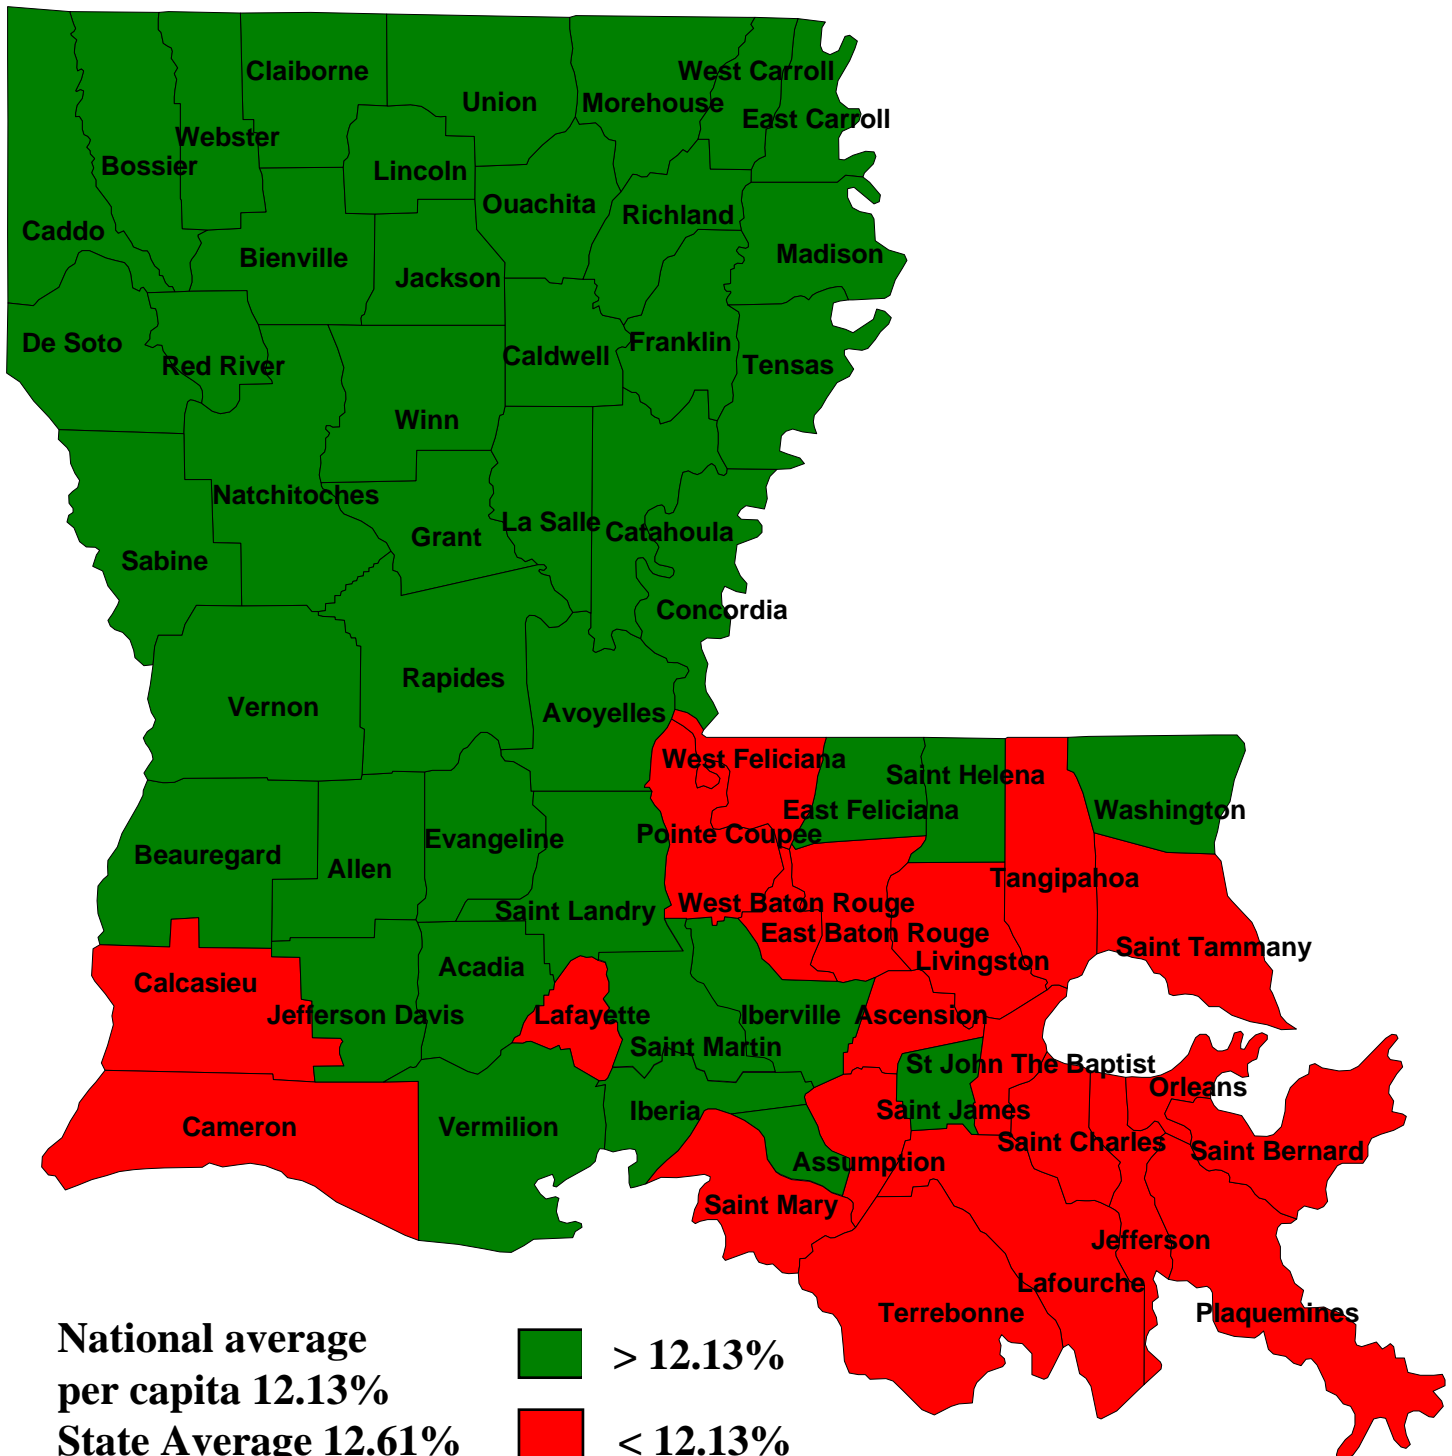 Claiborne
West Carroll
Union
Morehouse
East Carroll
Webster
Bossier
Lincoln
Ouachita
Richland
Caddo
Bienville
Madison
Jackson
De Soto
Franklin
Caldwell
Red River
Tensas
Winn
Natchitoches
La Salle
Catahoula
Grant
Sabine
Concordia
Rapides
Vernon
Avoyelles
West Feliciana
Saint Helena
East Feliciana
Washington
Pointe Coupee
Evangeline
Beauregard
Allen
Tangipahoa
West Baton Rouge
Saint Landry
East Baton Rouge
Saint Tammany
Livingston
Acadia
Calcasieu
Jefferson Davis
Lafayette
Iberville
Ascension
Saint Martin
St John The Baptist
Orleans
Iberia
Saint James
Cameron
Vermilion
Saint Charles
Saint Bernard
Assumption
Saint Mary
Jefferson
Lafourche
Terrebonne
Plaquemines
National average
per capita 12.13%
State Average 12.61%
> 12.13%
< 12.13%